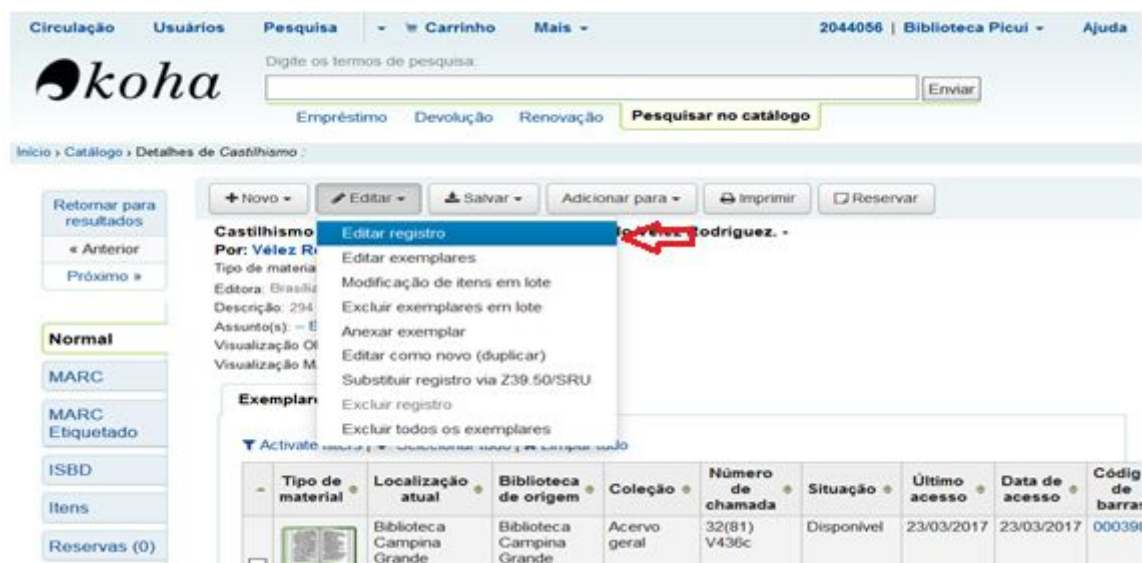 Circulação Usuários Pesquisa Carrinho Mais 2044056 | Biblioteca Picui Ajuda
koha
Digite os termos de pesquisa:
Enviar
Empréstimo Devolução Renovação Pesquisar no catálogo
Início › Catálogo › Detalhes de Castilhismo :
Retornar para
resultados
« Anterior
Próximo »
Normal
MARC
MARC
Etiquetado
ISBD
Itens
Reservas (0)
+ Novo Editar Salvar Adicionar para Imprimir Reservar
Castilhismo Vélez Rodriguez. -
Por: Vélez
Tipo de materia
Editora: Brasília
Descrição: 294
Assunto(s): –
Visualização
Visualização
Editar registro
Editar exemplares
Modificação de itens em lote
Excluir exemplares em lote
Anexar exemplar
Editar como novo (duplicar)
Substituir registro via Z39.50/SRU
Excluir registro
Excluir todos os exemplares
Exemplar
Activate
Tipo de
material
Localização
atual
Biblioteca
de origem
Coleção
Número
de
chamada
Situação
Último
acesso
Data de
acesso
Códig
de
barras
Biblioteca
Campina
Grande
Biblioteca
Campina
Grande
Acervo
geral
32(81)
V436c
Disponível
23/03/2017
23/03/2017